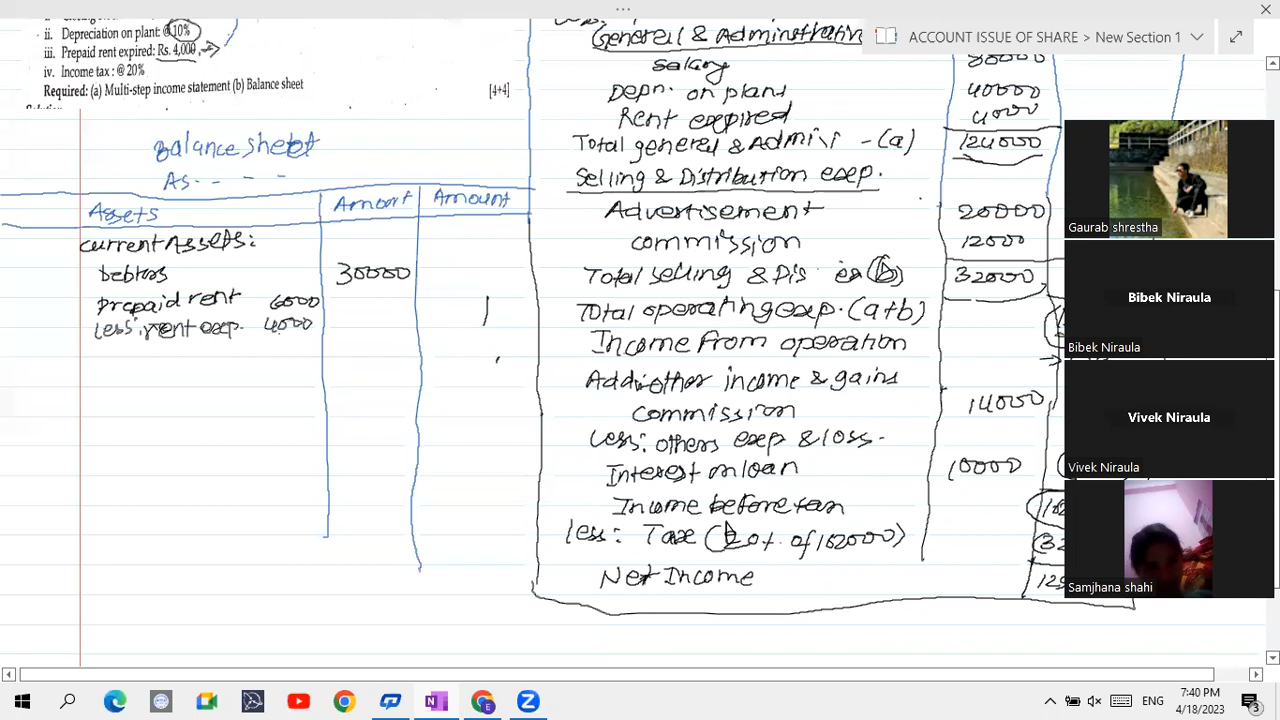 ACCOUNT ISSUE OF SHARE > New Section 1
ii. Depreciation on plant: @ 10%
iii. Prepaid rent expired: Rs. 4,000
iv. Income tax : @ 20%
Required: (a) Multi-step income statement (b) Balance sheet
[4+4]
Balance sheet
As - - -
Assets Amount Amount
Current Assets:
Debtors 30000
prepaid rent 6000
less: rent exp. 4000
General & Adminstration
salary 80000
Depn. on plant 40000
Rent expired 4000
Total general & Admini - (a) 124000
Selling & Distribution exp.
Advertisement 20000
commission 12000
Total selling & Dis (b) 32000
Total operating exp. (a+b)
Income from operation
Add: other income & gains
commission 14000
Less: others exp & loss.
Interest on loan 10000
Income before tax
less: Tax (20%. of 162000)
Net Income
Gaurab shrestha
Bibek Niraula
Bibek Niraula
Vivek Niraula
Vivek Niraula
Samjhana shahi
ENG
7:40 PM
4/18/2023
3